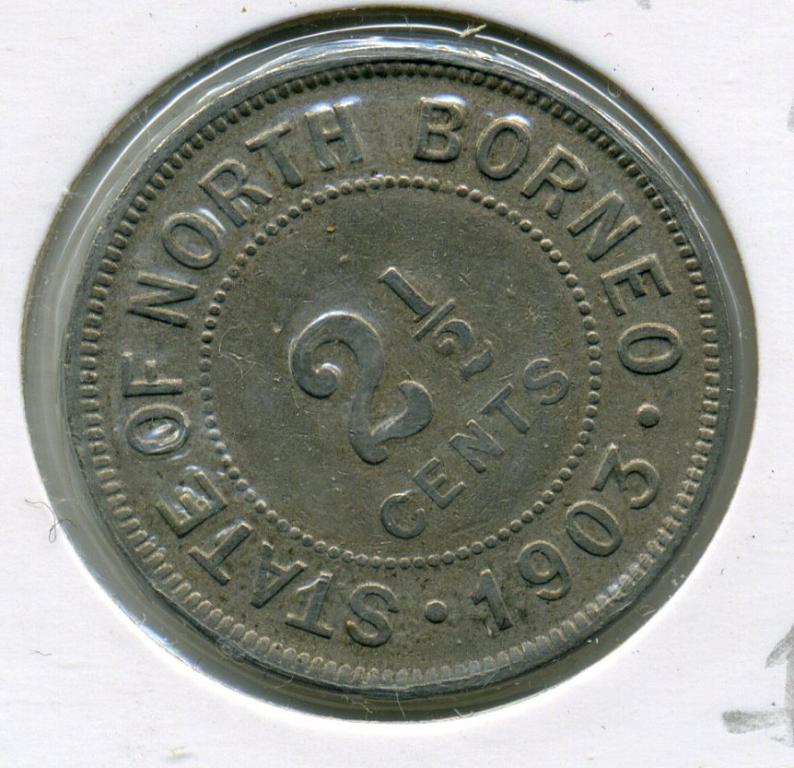 STATE OF NORTH BORNEO · 1903 ·
2 1/2
CENTS